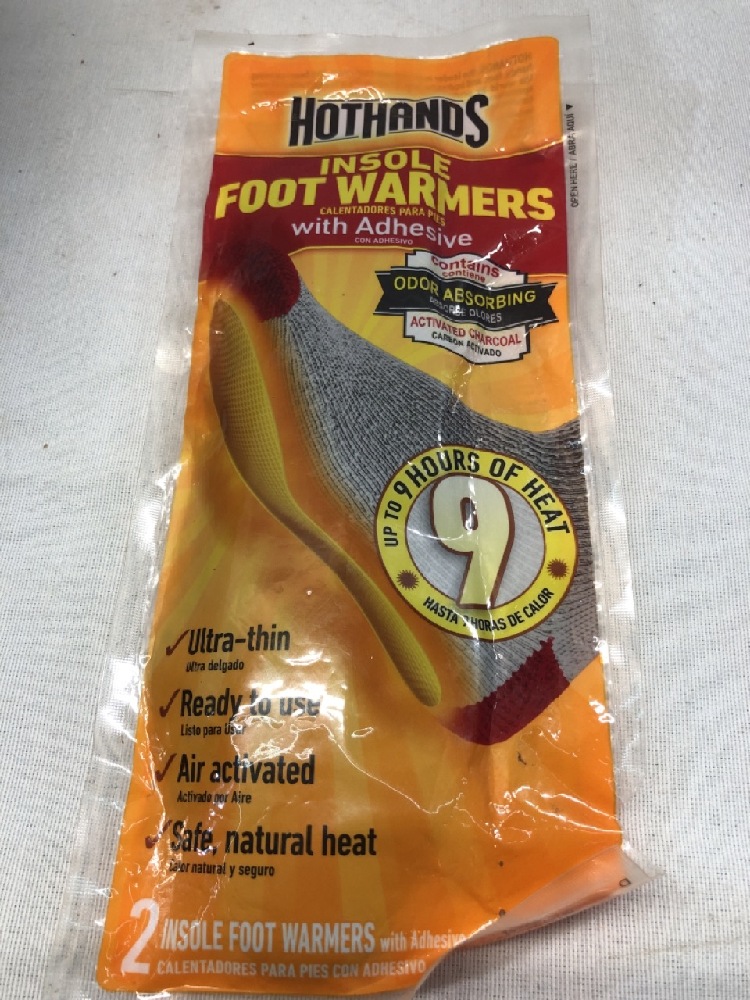 HOTHANDS
OPEN HERE / ABRA AQUI
INSOLE
FOOT WARMERS
CALENTADORES PARA PIES
with Adhesive
CON ADHESIVO
contains
contiene
ODOR ABSORBING
ABSORBE OLORES
ACTIVATED CHARCOAL
CARBON ACTIVADO
UP TO 9 HOURS OF HEAT
9
HASTA 9 HORAS DE CALOR
Ultra-thin
Ultra delgado
Ready to use
Listo para Usar
Air activated
Activado por Aire
Safe, natural heat
Calor natural y seguro
2 INSOLE FOOT WARMERS with Adhesive
CALENTADORES PARA PIES CON ADHESIVO